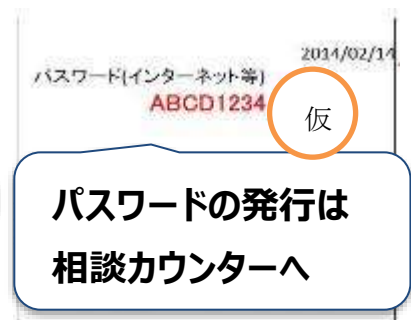 2014/02/14
パスワード(インターネット等)
ABCD1234
仮
パスワードの発行は
相談カウンターへ